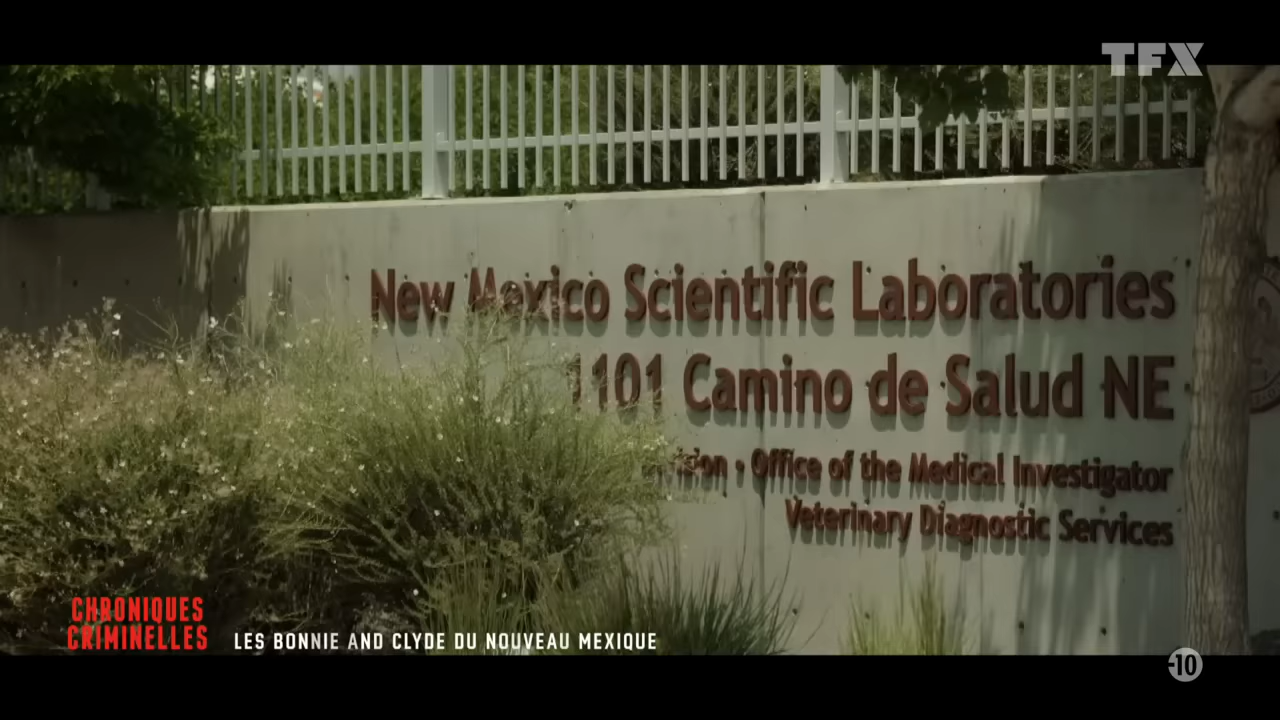 TFX
New Mexico Scientific Laboratories
1101 Camino de Salud NE
Office of the Medical Investigator
Veterinary Diagnostic Services
CHRONIQUES
CRIMINELLES
LES BONNIE AND CLYDE DU NOUVEAU MEXIQUE
-10